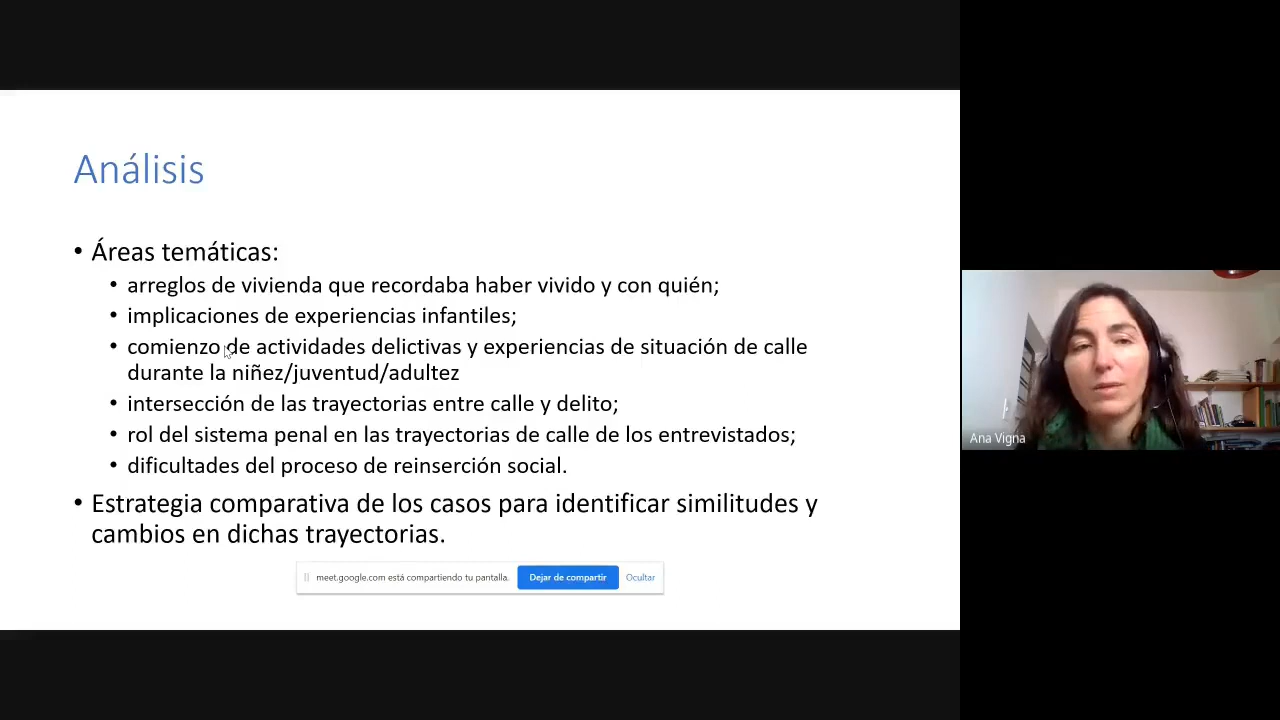 Análisis
• Áreas temáticas:
• arreglos de vivienda que recordaba haber vivido y con quién;
• implicaciones de experiencias infantiles;
• comienzo de actividades delictivas y experiencias de situación de calle
durante la niñez/juventud/adultez
• intersección de las trayectorias entre calle y delito;
• rol del sistema penal en las trayectorias de calle de los entrevistados;
• dificultades del proceso de reinserción social.
• Estrategia comparativa de los casos para identificar similitudes y
cambios en dichas trayectorias.
meet.google.com está compartiendo tu pantalla. Dejar de compartir Ocultar
Ana Vigna